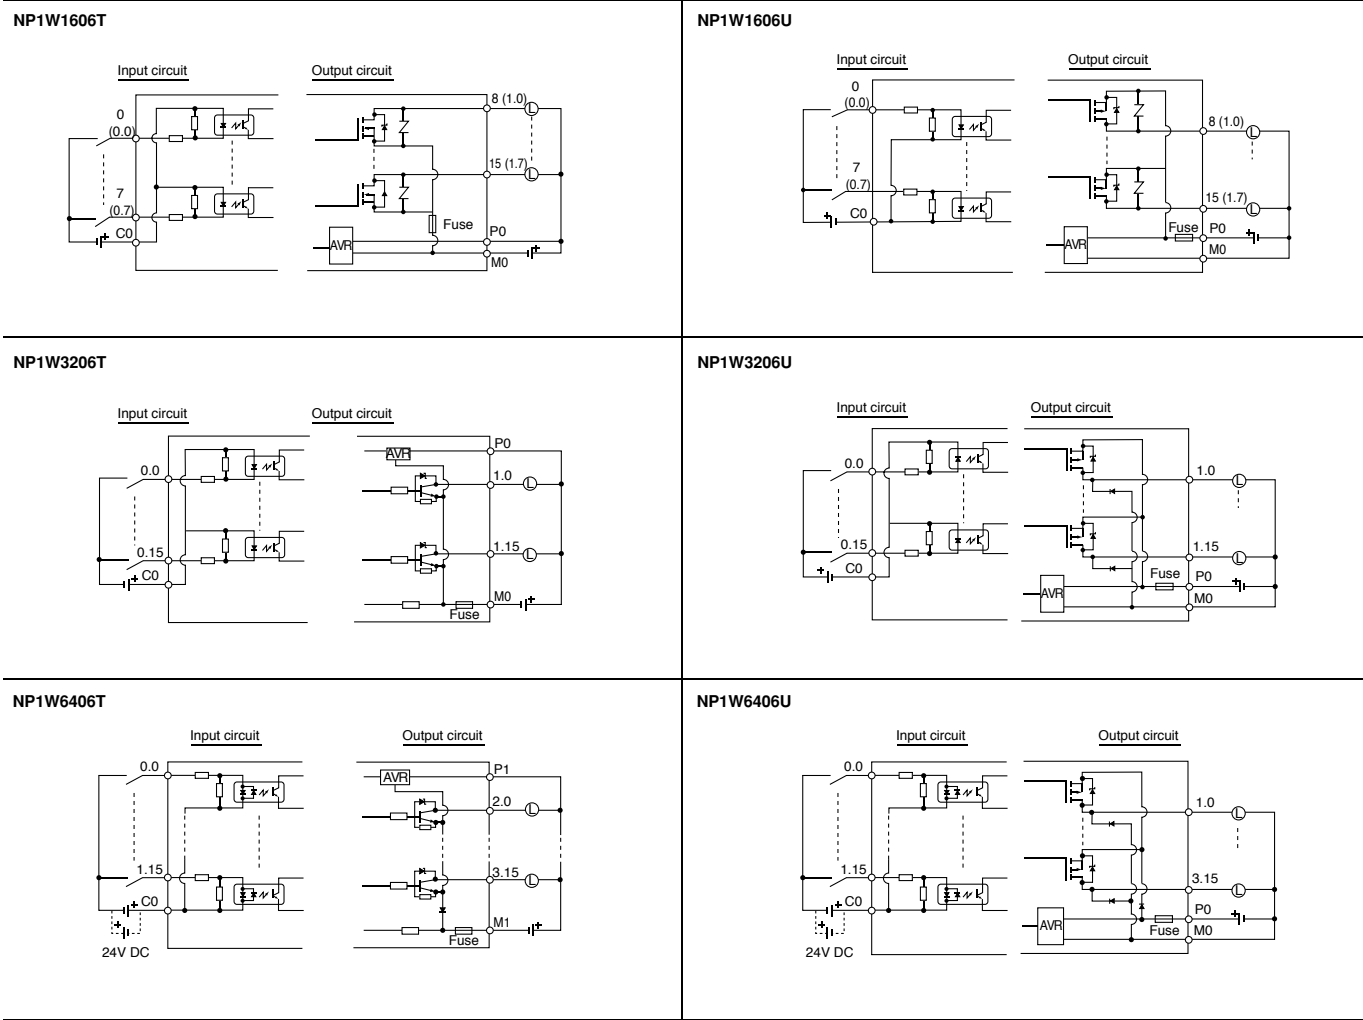 NP1W1606T
Input circuit
Output circuit
0
(0.0)
7
(0.7)
C0
8 (1.0)
L
15 (1.7)
L
Fuse
AVR
P0
M0
NP1W1606U
Input circuit
Output circuit
0
(0.0)
7
(0.7)
C0
8 (1.0)
L
15 (1.7)
L
Fuse
P0
AVR
M0
NP1W3206T
Input circuit
Output circuit
0.0
0.15
C0
AVR
P0
1.0
L
1.15
L
M0
Fuse
NP1W3206U
Input circuit
Output circuit
0.0
0.15
C0
1.0
L
1.15
L
Fuse
P0
AVR
M0
NP1W6406T
Input circuit
Output circuit
0.0
1.15
C0
24V DC
AVR
P1
2.0
L
3.15
L
M1
Fuse
NP1W6406U
Input circuit
Output circuit
0.0
1.15
C0
24V DC
1.0
L
3.15
L
P0
AVR
Fuse
M0